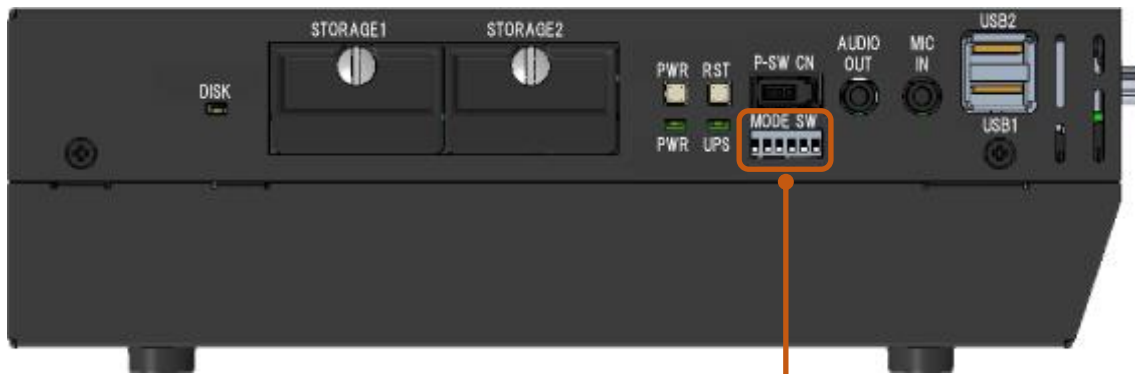 STORAGE1
STORAGE2
DISK
PWR
RST
PWR
UPS
P-SW CN
MODE SW
AUDIO
OUT
MIC
IN
USB2
USB1